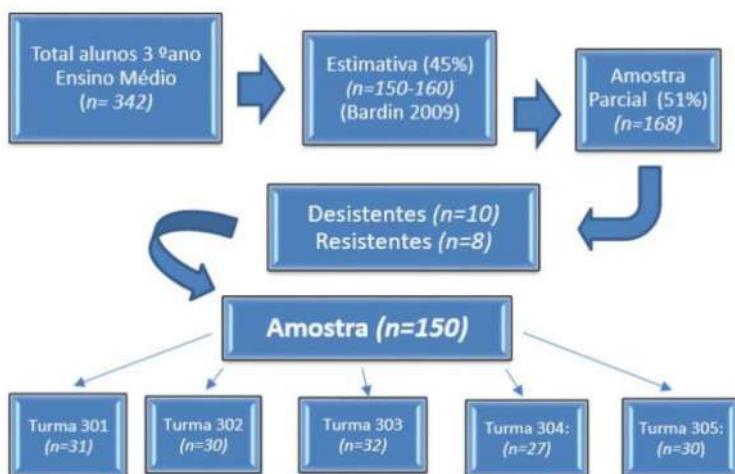 Total alunos 3 ºano
Ensino Médio
(n= 342)
Estimativa (45%)
(n=150-160)
(Bardin 2009)
Amostra
Parcial (51%)
(n=168)
Desistentes (n=10)
Resistentes (n=8)
Amostra (n=150)
Turma 301
(n=31)
Turma 302
(n=30)
Turma 303
(n=32)
Turma 304:
(n=27)
Turma 305:
(n=30)